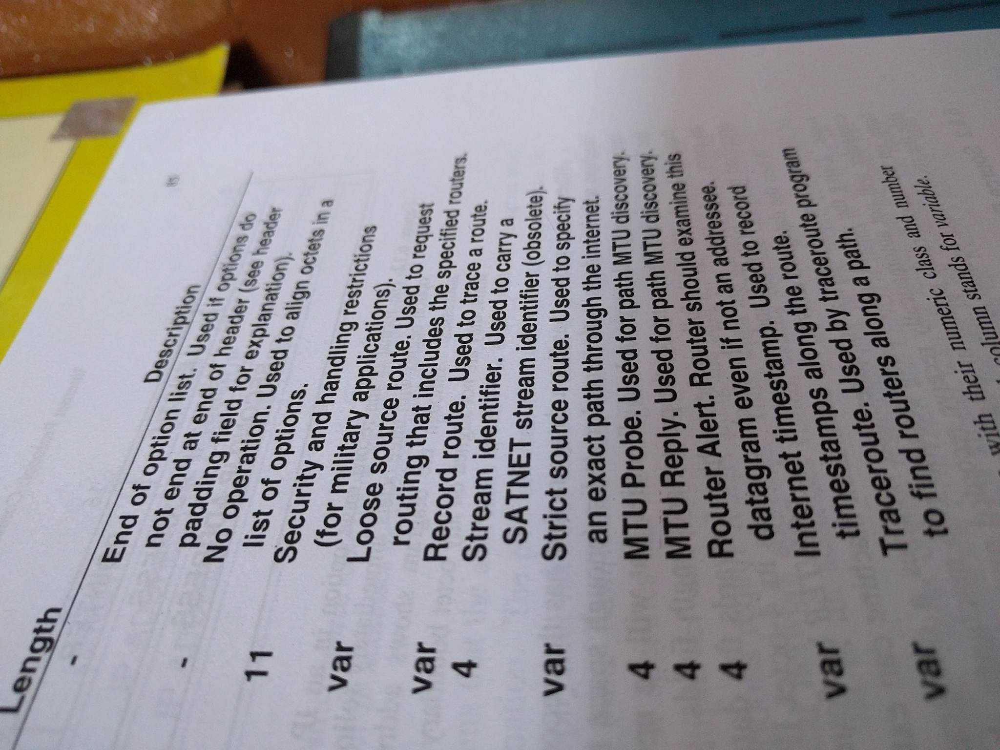 85
Length Description
- End of option list. Used if options do
not end at end of header (see header
padding field for explanation).
- No operation. Used to align octets in a
list of options.
11 Security and handling restrictions
(for military applications).
var Loose source route. Used to request
routing that includes the specified routers.
var Record route. Used to trace a route.
4 Stream identifier. Used to carry a
SATNET stream identifier (obsolete).
var Strict source route. Used to specify
an exact path through the internet.
4 MTU Probe. Used for path MTU discovery.
4 MTU Reply. Used for path MTU discovery.
4 Router Alert. Router should examine this
datagram even if not an addressee.
var Internet timestamp. Used to record
timestamps along the route.
var Traceroute. Used by traceroute program
to find routers along a path.
with their numeric class and number
column stands for variable.